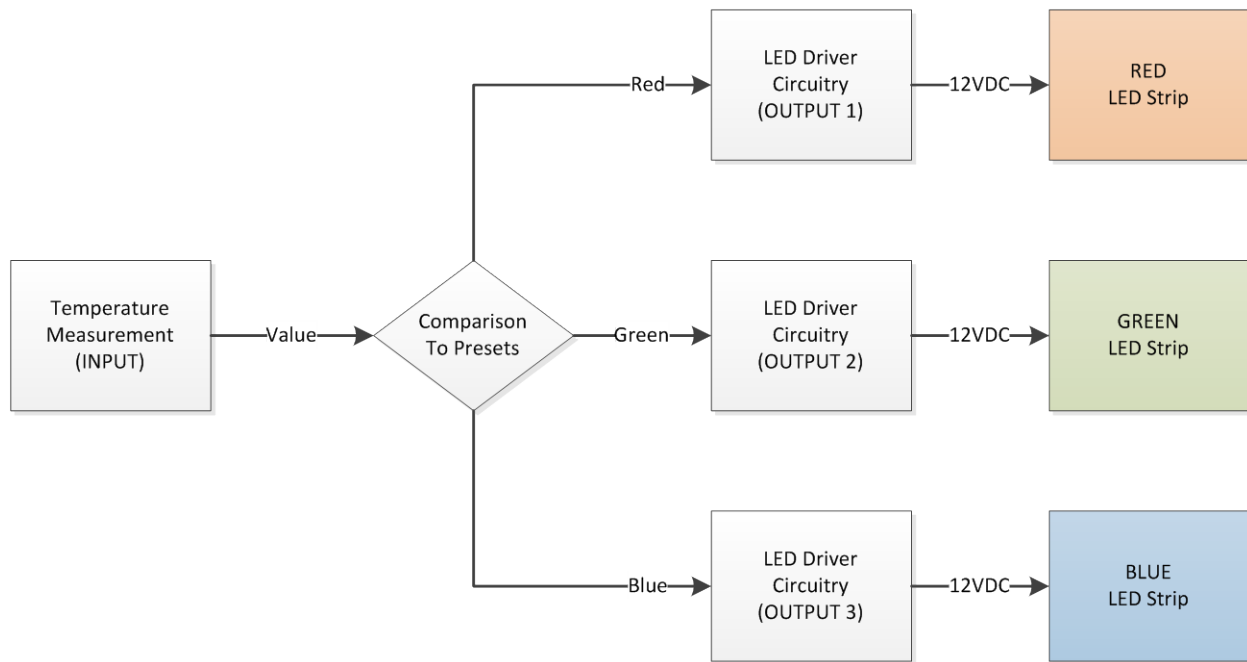 Red
LED Driver
Circuitry
(OUTPUT 1)
12VDC
RED
LED Strip
Temperature
Measurement
(INPUT)
Value
Comparison
To Presets
Green
LED Driver
Circuitry
(OUTPUT 2)
12VDC
GREEN
LED Strip
Blue
LED Driver
Circuitry
(OUTPUT 3)
12VDC
BLUE
LED Strip